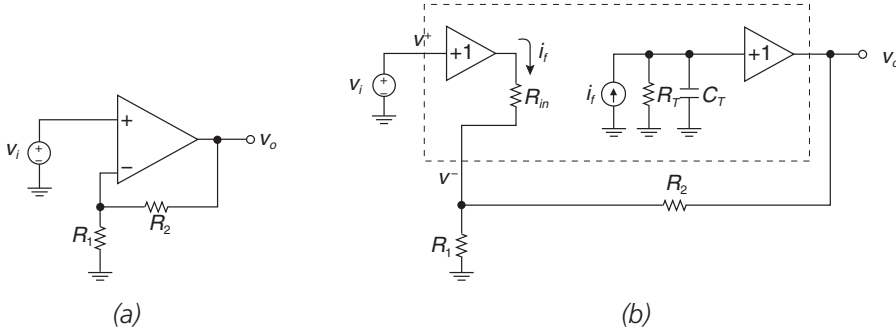 v_i
+
−
+
−
v_o
R_1
R_2
(a)
v^+
+1
i_f
v_i
+
−
R_in
i_f
R_T
C_T
+1
v_o
v^−
R_2
R_1
(b)